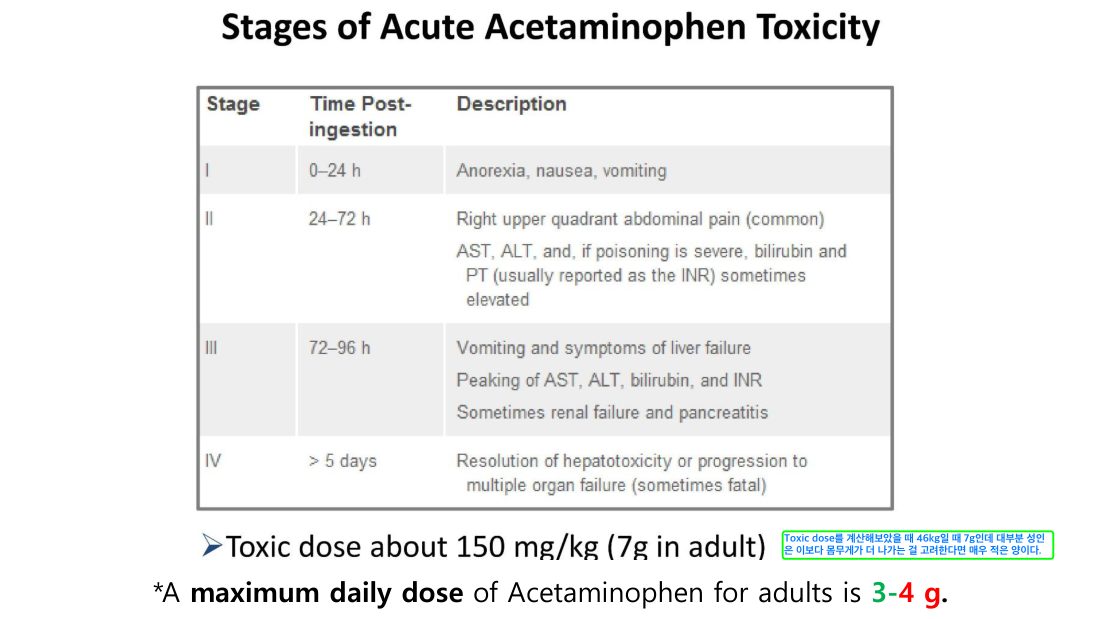 Stages of Acute Acetaminophen Toxicity
Stage Time Post- Description
ingestion
I 0–24 h Anorexia, nausea, vomiting
II 24–72 h Right upper quadrant abdominal pain (common)
AST, ALT, and, if poisoning is severe, bilirubin and
PT (usually reported as the INR) sometimes
elevated
III 72–96 h Vomiting and symptoms of liver failure
Peaking of AST, ALT, bilirubin, and INR
Sometimes renal failure and pancreatitis
IV > 5 days Resolution of hepatotoxicity or progression to
multiple organ failure (sometimes fatal)
➢Toxic dose about 150 mg/kg (7g in adult)
Toxic dose를 계산해보았을 때 46kg일 때 7g인데 대부분 성인
은 이보다 몸무게가 더 나가는 걸 고려한다면 매우 적은 양이다.
*A maximum daily dose of Acetaminophen for adults is 3-4 g.